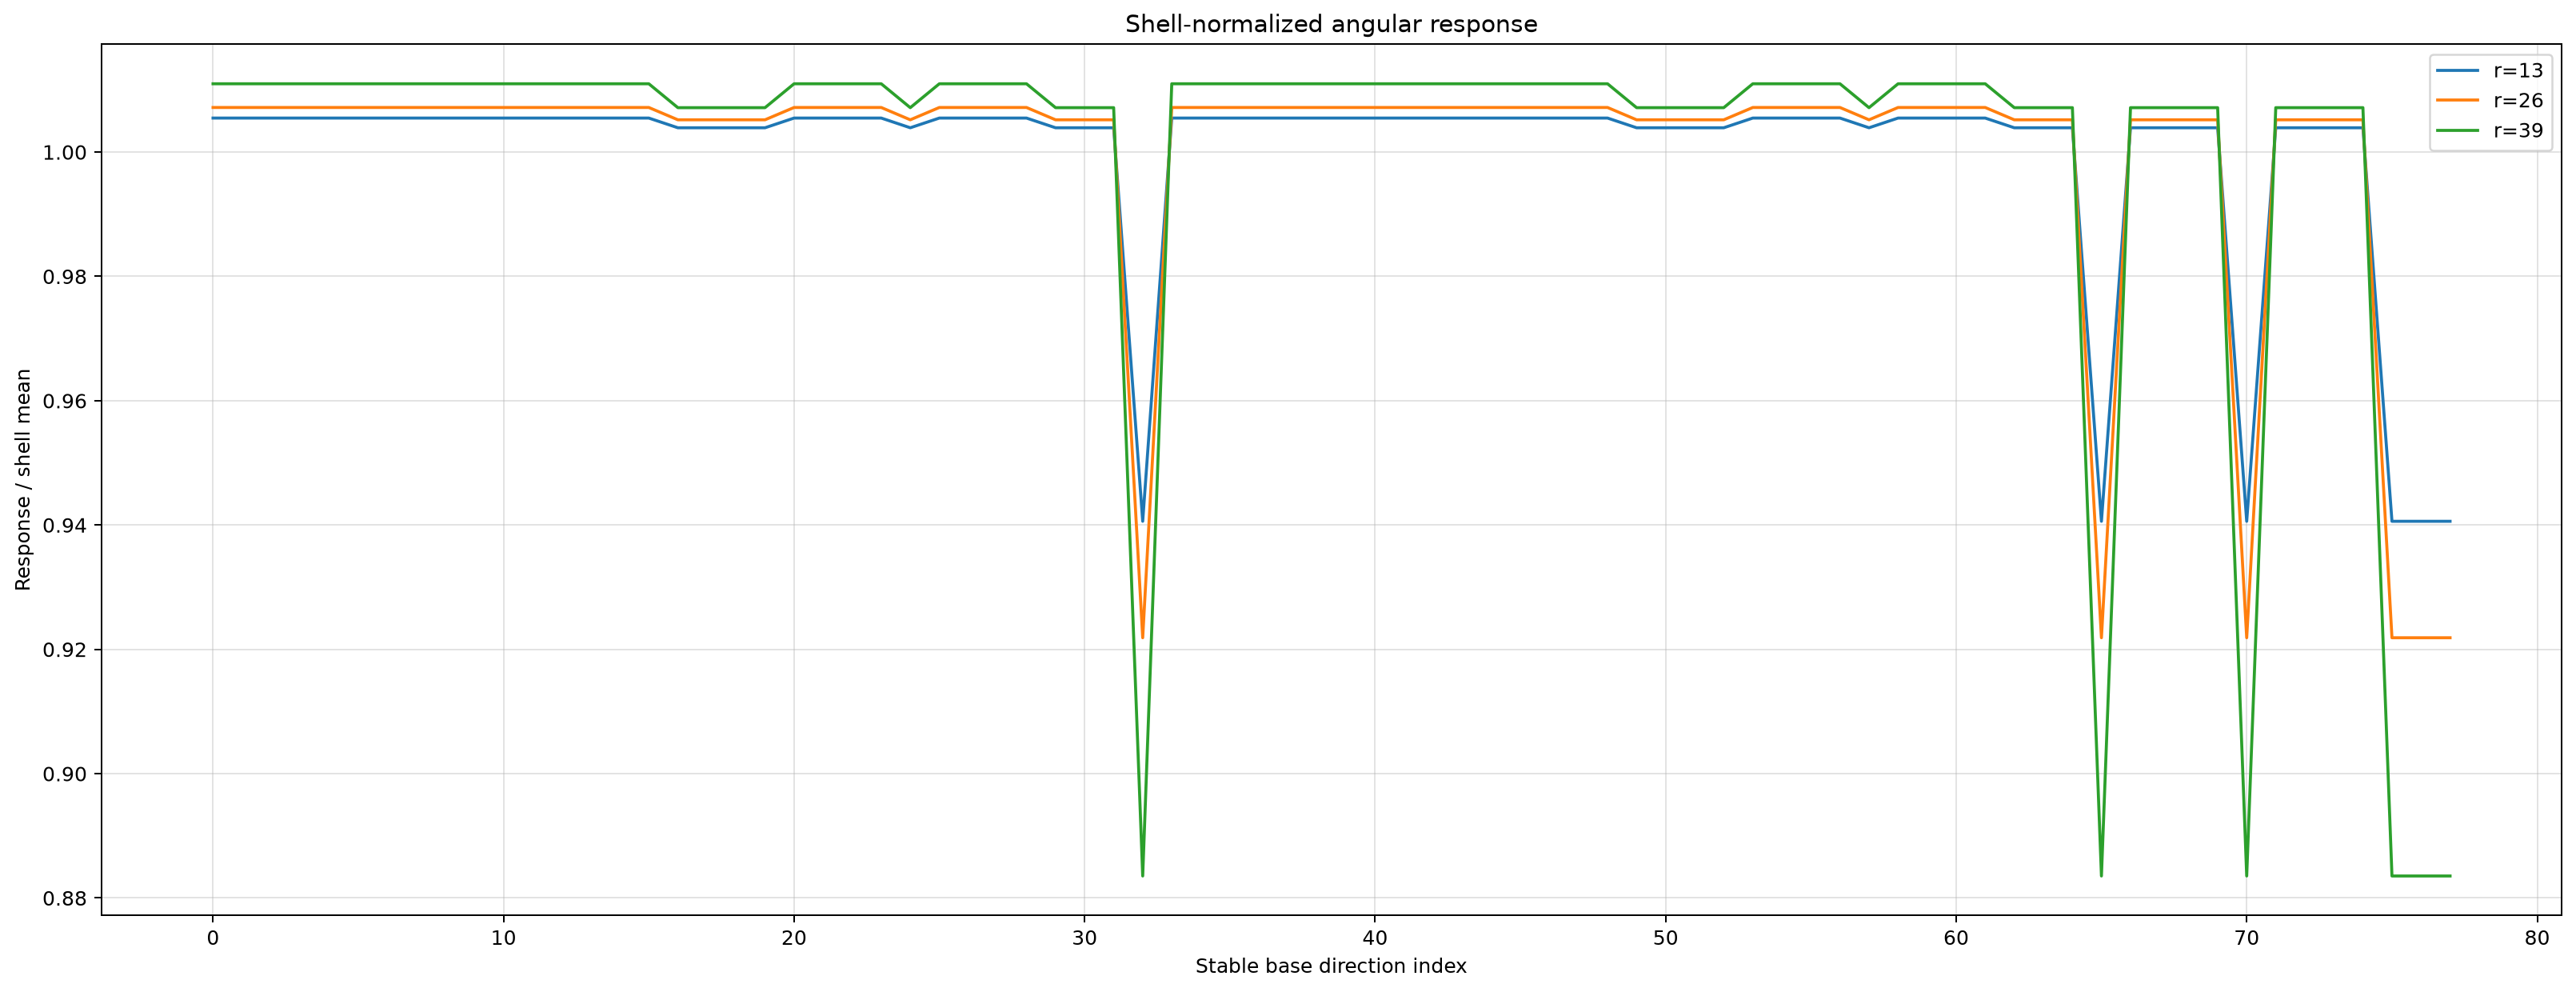 Shell-normalized angular response
r=13
r=26
r=39
1.00
0.98
0.96
0.94
0.92
0.90
0.88
Response / shell mean
0 10 20 30 40 50 60 70 80
Stable base direction index